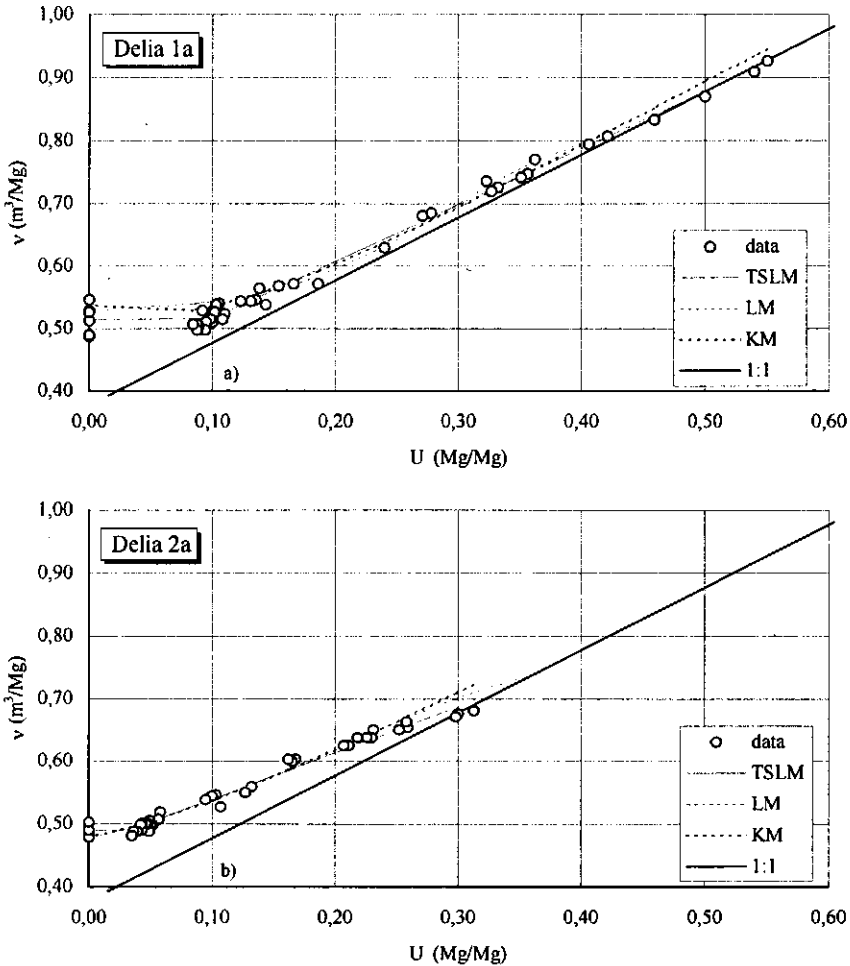 1,00
Delia 1a
0,90
0,80
0,70
0,60
0,50
0,40
ν (m³/Mg)
data
TSLM
LM
KM
1:1
a)
0,00 0,10 0,20 0,30 0,40 0,50 0,60
U (Mg/Mg)
1,00
Delia 2a
0,90
0,80
0,70
0,60
0,50
0,40
ν (m³/Mg)
data
TSLM
LM
KM
1:1
b)
0,00 0,10 0,20 0,30 0,40 0,50 0,60
U (Mg/Mg)